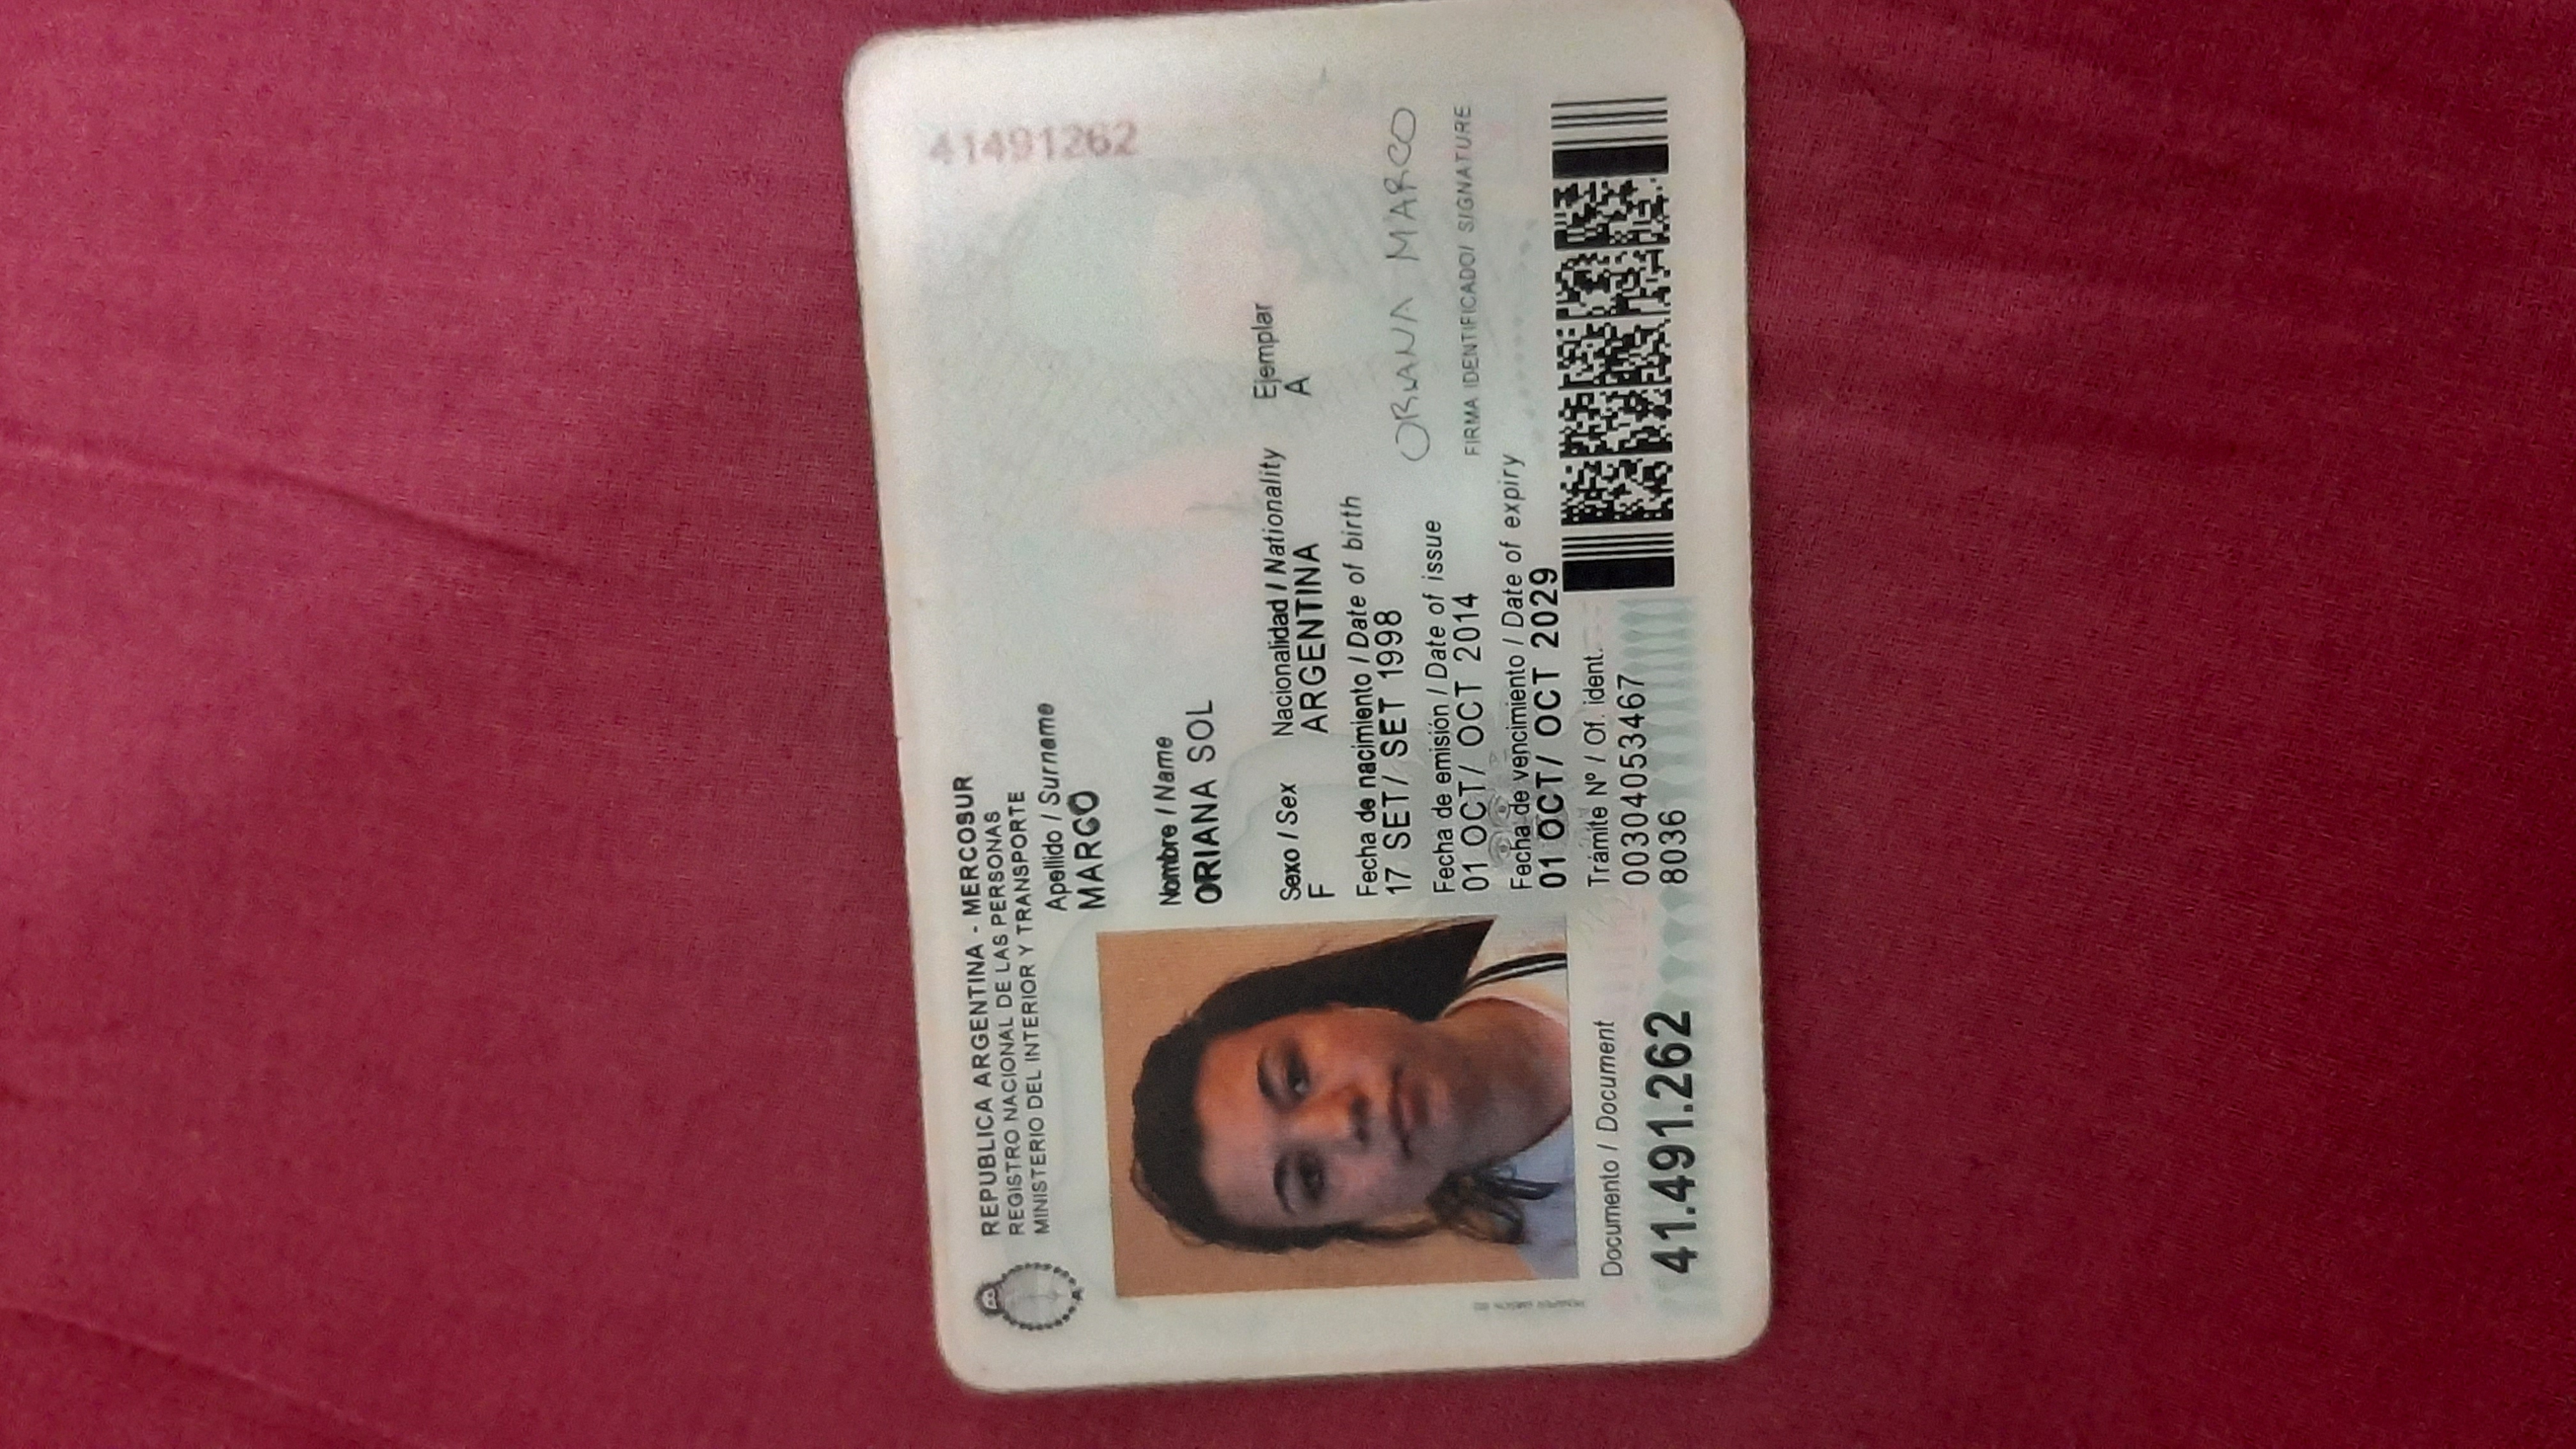 REPUBLICA ARGENTINA - MERCOSUR
REGISTRO NACIONAL DE LAS PERSONAS
MINISTERIO DEL INTERIOR Y TRANSPORTE
41491262
Apellido / Surname
MARCO
Nombre / Name
ORIANA SOL
Sexo / Sex Nacionalidad / Nationality Ejemplar
F ARGENTINA A
Fecha de nacimiento / Date of birth
17 SET/ SET 1998
ORIANA MARCO
Fecha de emisión / Date of issue
01 OCT/ OCT 2014
FIRMA IDENTIFICADO/ SIGNATURE
Fecha de vencimiento / Date of expiry
01 OCT/ OCT 2029
Documento / Document
41.491.262
Trámite Nº / Of. ident.
00304053467
8036